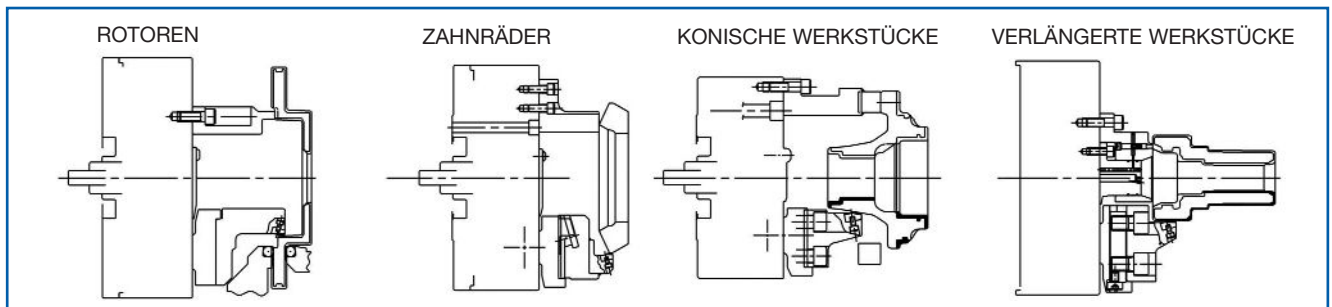 ROTOREN
ZAHNRÄDER
KONISCHE WERKSTÜCKE
VERLÄNGERTE WERKSTÜCKE